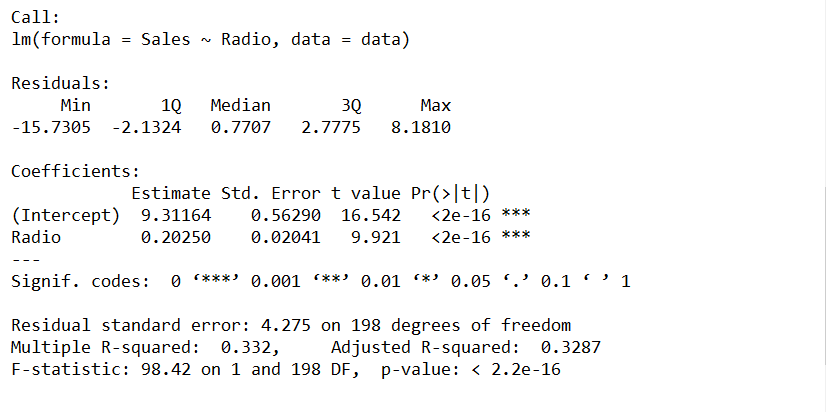 Call:
lm(formula = Sales ~ Radio, data = data)
Residuals:
     Min       1Q   Median       3Q      Max
-15.7305  -2.1324   0.7707   2.7775   8.1810
Coefficients:
            Estimate Std. Error t value Pr(>|t|)
(Intercept)  9.31164    0.56290  16.542   <2e-16 ***
Radio        0.20250    0.02041   9.921   <2e-16 ***
---
Signif. codes:  0 ‘***’ 0.001 ‘**’ 0.01 ‘*’ 0.05 ‘.’ 0.1 ‘ ’ 1
Residual standard error: 4.275 on 198 degrees of freedom
Multiple R-squared:  0.332,     Adjusted R-squared:  0.3287
F-statistic: 98.42 on 1 and 198 DF,  p-value: < 2.2e-16